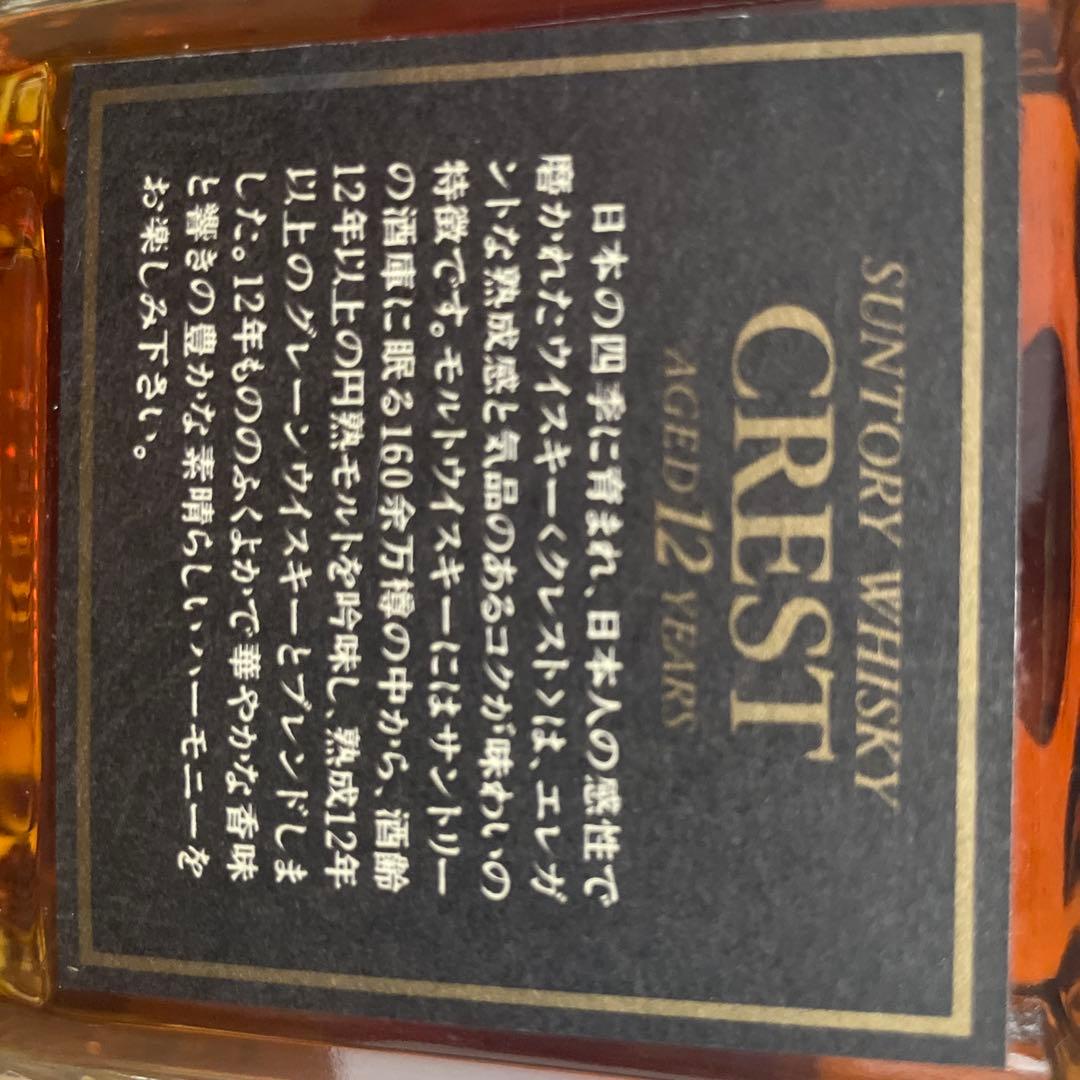 SUNTORY WHISKY
CREST
AGED 12 YEARS
日本の四季に育まれ、日本人の感性で
磨かれたウイスキー〈クレスト〉は、エレガ
ントな熟成感と気品のあるコクが味わいの
特徴です。モルトウイスキーにはサントリー
の酒庫に眠る160余万樽の中から、酒齢
12年以上の円熟モルトを吟味し、熟成12年
以上のグレーンウイスキーとブレンドしま
した。12年もののふくよかで華やかな香味
と響きの豊かな素晴らしいハーモニーを
お楽しみ下さい。